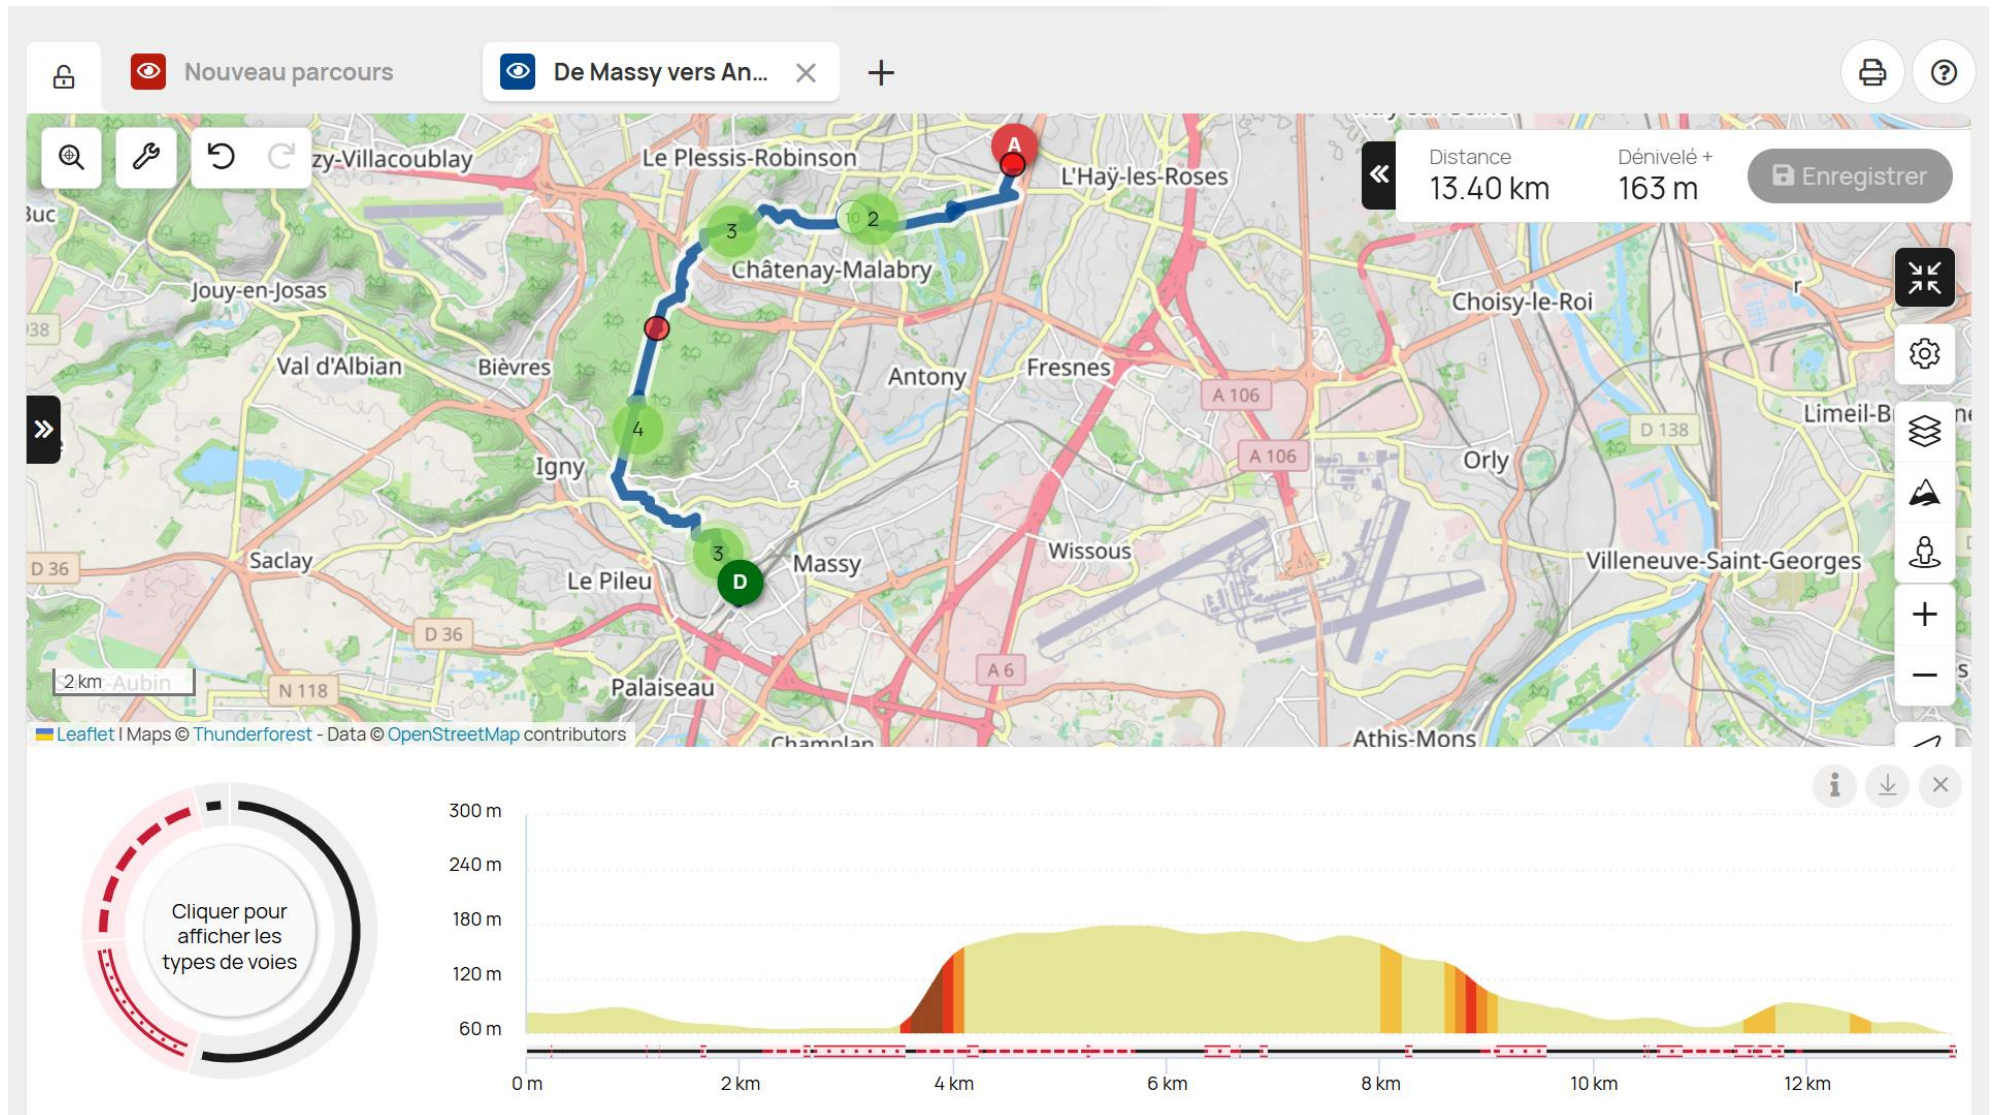 Nouveau parcours
De Massy vers An...
zy-Villacoublay
Le Plessis-Robinson
A
L'Haÿ-les-Roses
Distance
13.40 km
Dénivelé +
163 m
Enregistrer
Buc
3
10
2
Châtenay-Malabry
Jouy-en-Josas
Choisy-le-Roi
38
Val d'Albian
Bièvres
Antony
Fresnes
A 106
Limeil-B
ne
4
D 138
Igny
A 106
Orly
Saclay
3
Wissous
Villeneuve-Saint-Georges
D 36
Le Pileu
D
Massy
D 36
2 km
-Aubin
N 118
Palaiseau
A 6
Leaflet | Maps © Thunderforest - Data © OpenStreetMap contributors
Champlan
Athis-Mons
Cliquer pour
afficher les
types de voies
300 m
240 m
180 m
120 m
60 m
0 m
2 km
4 km
6 km
8 km
10 km
12 km